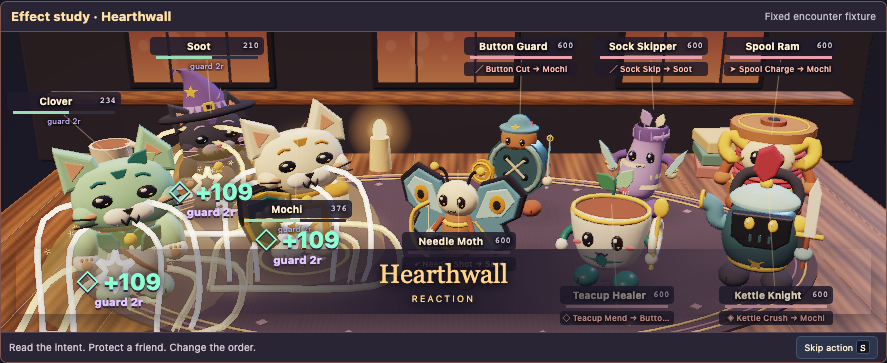 Effect study · Hearthwall
Fixed encounter fixture
Soot 210
guard 2r
Button Guard 600
Button Cut → Mochi
Sock Skipper 600
Sock Skip → Soot
Spool Ram 600
Spool Charge → Mochi
Clover 234
guard 2r
+109
guard 2r
Mochi 376
guard 2r
+109
guard 2r
Needle Moth 600
+109
guard 2r
Hearthwall
REACTION
Teacup Healer 600
Teacup Mend → Butto...
Kettle Knight 600
Kettle Crush → Mochi
Read the intent. Protect a friend. Change the order.
Skip action S